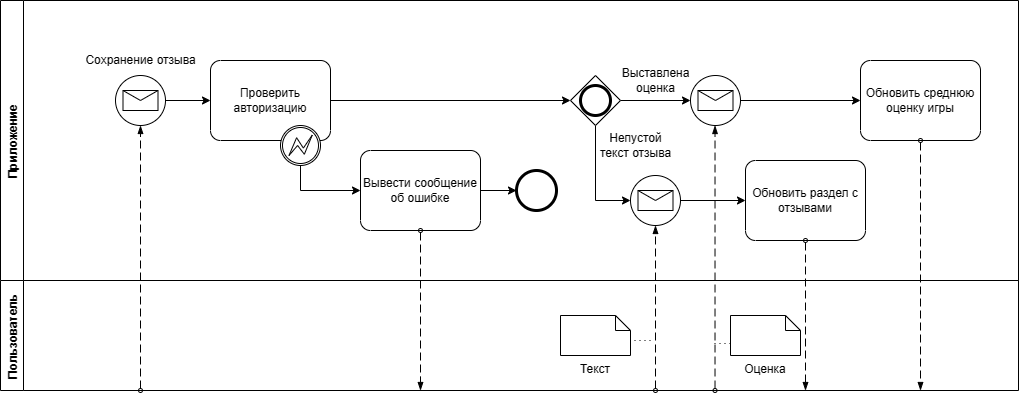 Приложение
Сохранение отзыва
Проверить
авторизацию
Вывести сообщение
об ошибке
Выставлена
оценка
Непустой
текст отзыва
Обновить среднюю
оценку игры
Обновить раздел с
отзывами
Пользователь
Текст
Оценка